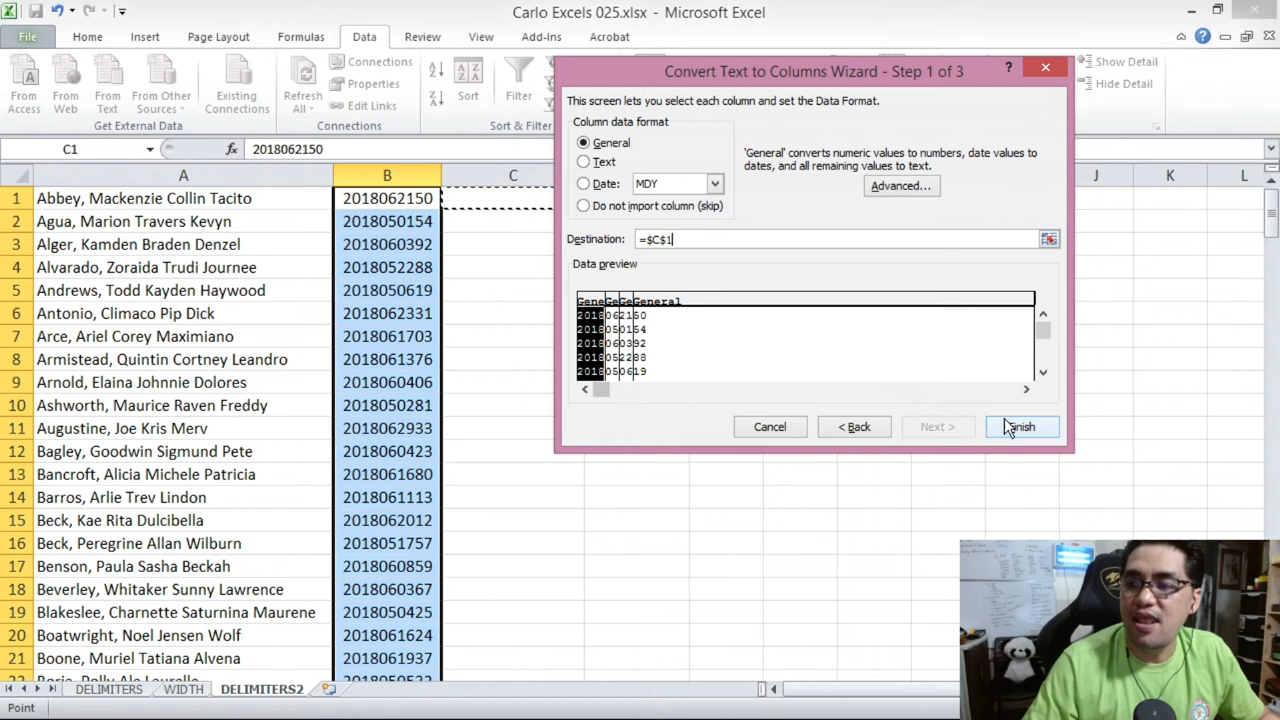 Carlo Excels 025.xlsx - Microsoft Excel
File Home Insert Page Layout Formulas Data Review View Add-Ins Acrobat
From Access
From Web
From Text
From Other Sources
Existing Connections
Get External Data
Refresh All
Connections
Properties
Edit Links
Connections
Sort
Filter
Sort & Filter
Show Detail
Hide Detail
C1 fx 2018062150
A B C J K L
1 Abbey, Mackenzie Collin Tacito 2018062150
2 Agua, Marion Travers Kevyn 2018050154
3 Alger, Kamden Braden Denzel 2018060392
4 Alvarado, Zoraida Trudi Journee 2018052288
5 Andrews, Todd Kayden Haywood 2018050619
6 Antonio, Climaco Pip Dick 2018062331
7 Arce, Ariel Corey Maximiano 2018061703
8 Armistead, Quintin Cortney Leandro 2018061376
9 Arnold, Elaina Johnnie Dolores 2018060406
10 Ashworth, Maurice Raven Freddy 2018050281
11 Augustine, Joe Kris Merv 2018062933
12 Bagley, Goodwin Sigmund Pete 2018060423
13 Bancroft, Alicia Michele Patricia 2018061680
14 Barros, Arlie Trev Lindon 2018061113
15 Beck, Kae Rita Dulcibella 2018062012
16 Beck, Peregrine Allan Wilburn 2018051757
17 Benson, Paula Sasha Beckah 2018060859
18 Beverley, Whitaker Sunny Lawrence 2018060367
19 Blakeslee, Charnette Saturnina Maurene 2018050425
20 Boatwright, Noel Jensen Wolf 2018061624
21 Boone, Muriel Tatiana Alvena 2018061937
Convert Text to Columns Wizard - Step 1 of 3
This screen lets you select each column and set the Data Format.
Column data format
General
Text
Date: MDY
Do not import column (skip)
'General' converts numeric values to numbers, date values to
dates, and all remaining values to text.
Advanced...
Destination: =$C$1
Data preview
GeneGeGeGeneral
2018062150
2018050154
2018060392
2018052288
2018050619
Cancel < Back Next > Finish
DELIMITERS WIDTH DELIMITERS2
Point